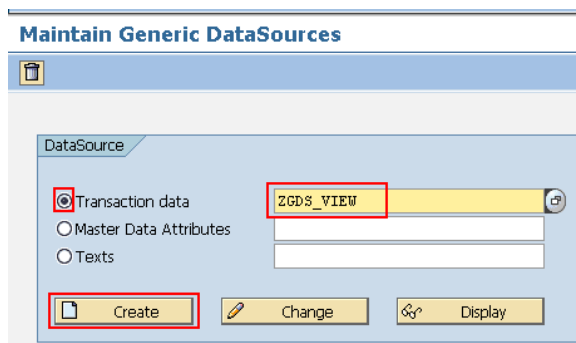 Maintain Generic DataSources
DataSource
Transaction data ZGDS_VIEW
Master Data Attributes
Texts
Create Change Display